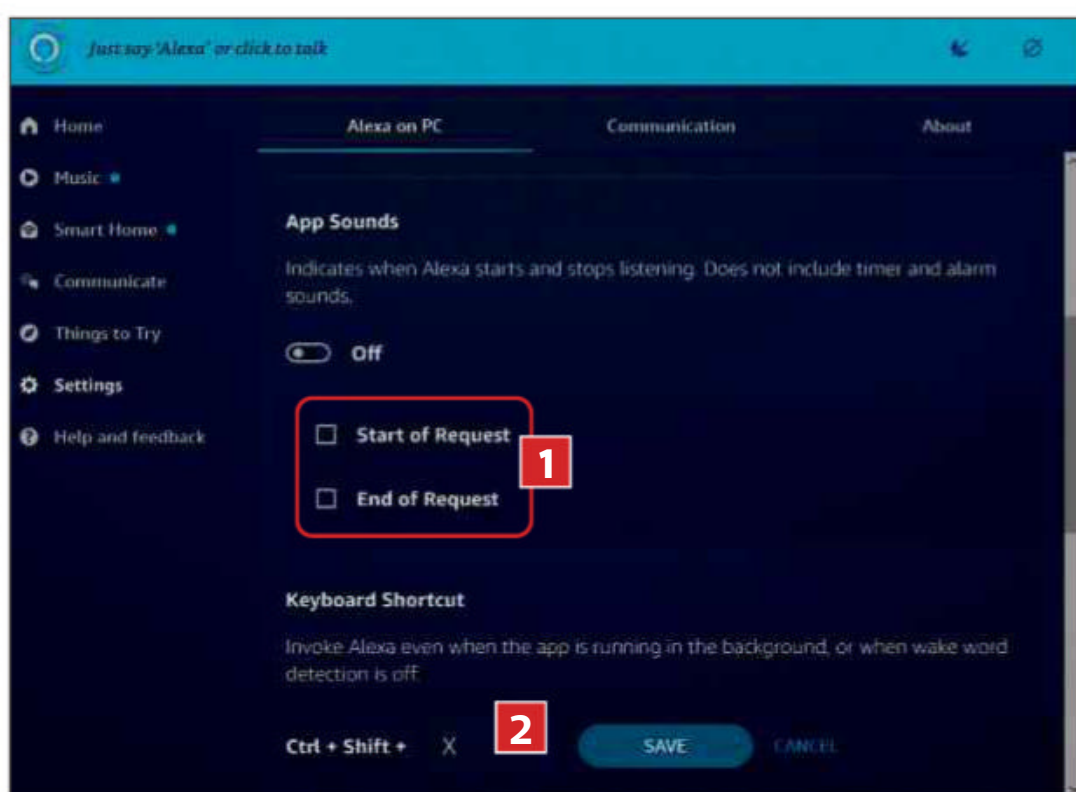 Just say 'Alexa' or click to talk
Home
Music
Smart Home
Communicate
Things to Try
Settings
Help and feedback
Alexa on PC
Communication
About
App Sounds
Indicates when Alexa starts and stops listening. Does not include timer and alarm
sounds.
Off
Start of Request
End of Request
1
Keyboard Shortcut
Invoke Alexa even when the app is running in the background, or when wake word
detection is off.
Ctrl + Shift + X
2
SAVE
CANCEL